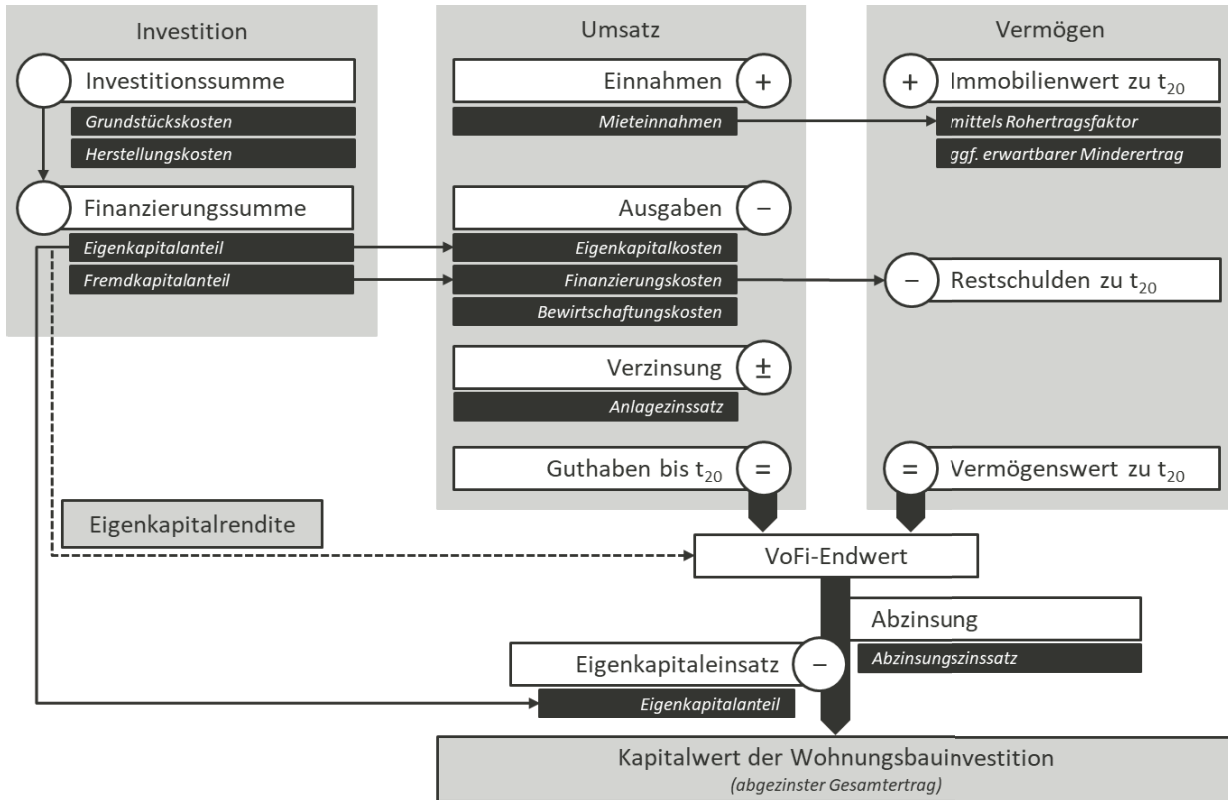 Investition
Investitionssumme
Grundstückskosten
Herstellungskosten
Finanzierungssumme
Eigenkapitalanteil
Fremdkapitalanteil
Umsatz
Einnahmen +
Mieteinnahmen
Ausgaben –
Eigenkapitalkosten
Finanzierungskosten
Bewirtschaftungskosten
Verzinsung ±
Anlagezinssatz
Guthaben bis t₂₀ =
Vermögen
+ Immobilienwert zu t₂₀
mittels Rohertragsfaktor
ggf. erwartbarer Minderertrag
– Restschulden zu t₂₀
= Vermögenswert zu t₂₀
Eigenkapitalrendite
VoFi-Endwert
Abzinsung
Abzinsungszinssatz
Eigenkapitaleinsatz –
Eigenkapitalanteil
Kapitalwert der Wohnungsbauinvestition
(abgezinster Gesamtertrag)